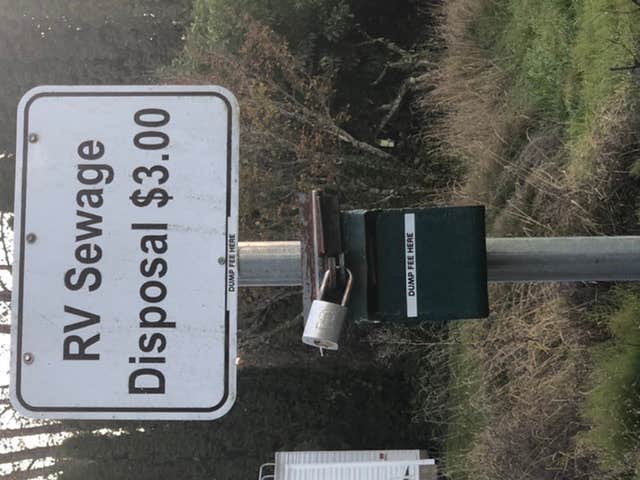 RV Sewage
Disposal $3.00
DUMP FEE HERE
DUMP FEE HERE